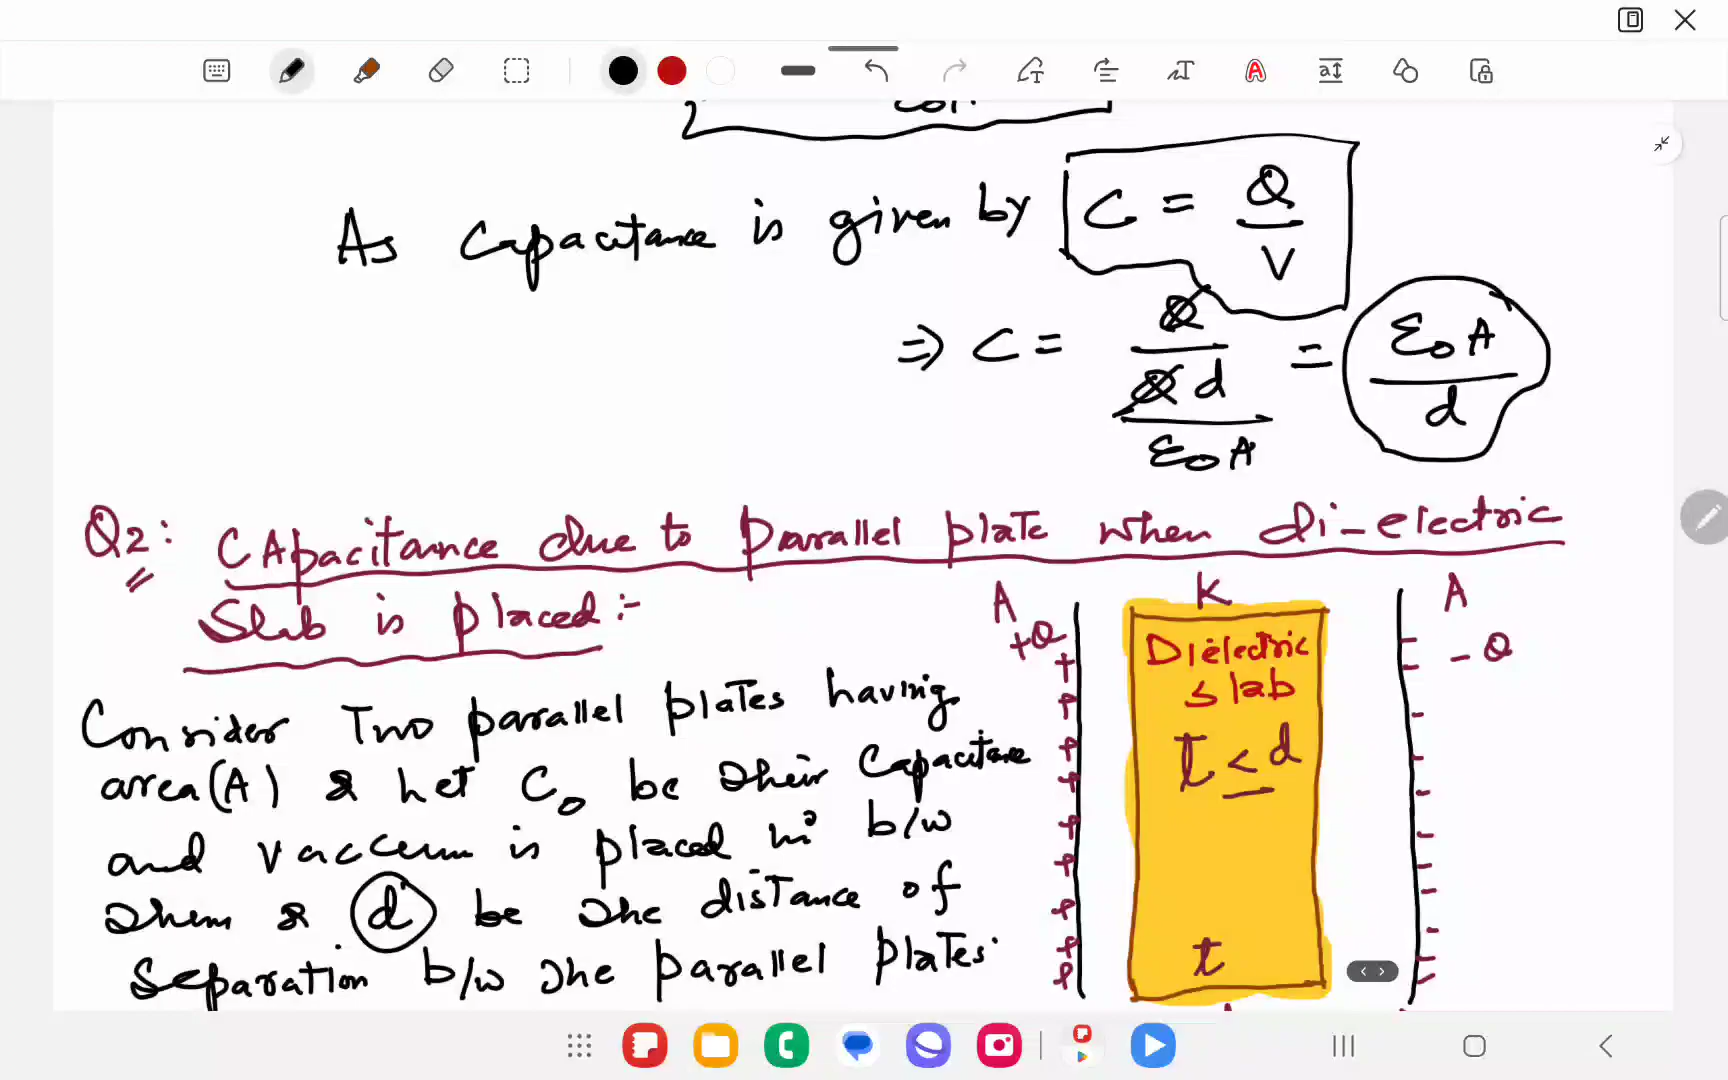 As Capacitance is given by C = Q/V
⇒ C = Q/(Qd/ε₀A) = ε₀A/d
Q2: CApacitance due to Parallel plate when di-electric
Slab is placed :-
Consider Two parallel plates having
area(A) & Let C₀ be their Capacitance
and vaccum is placed in b/w
them & d be the distance of
separation b/w the parallel plates.
A K A
+Q - Q
Dielectric
slab
t ≤ d
t